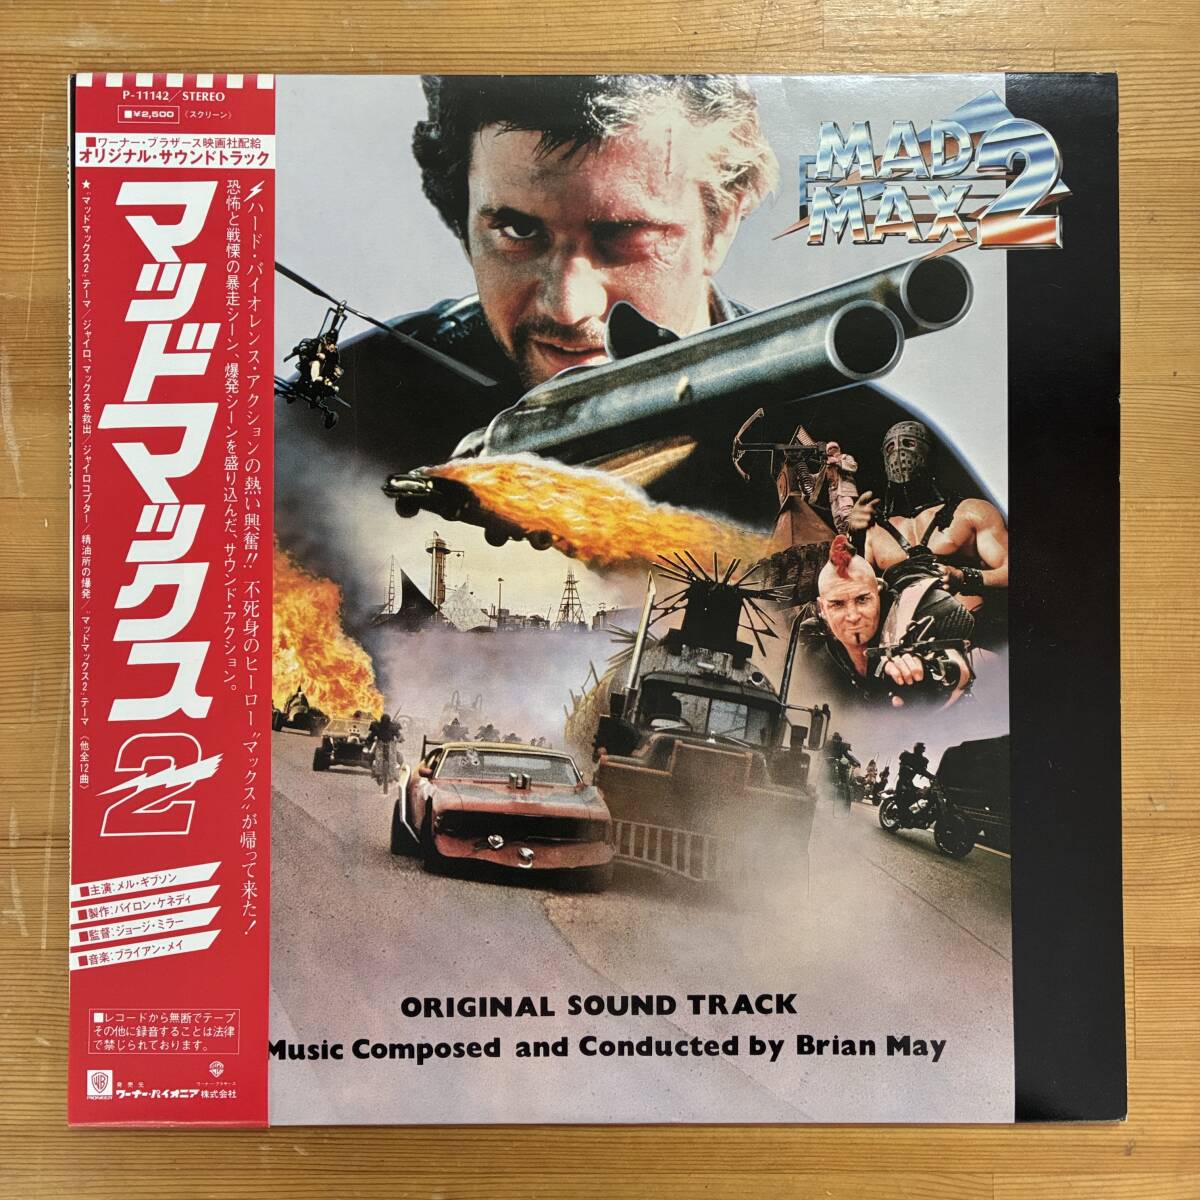 P-11142/STEREO
■¥2,500 (スクリーン)
■ワーナー・ブラザース映画社配給
オリジナル・サウンドトラック
⚡ハード・バイオレンス・アクションの熱い興奮!! 不死身のヒーロー“マックス”が帰って来た!
恐怖と戦慄の暴走シーン、爆発シーンを盛り込んだ、サウンド・アクション。
マッドマックス2
★“マッドマックス2”テーマ/ジャイロ、マックスを救出/ジャイロコプター/精油所の爆発/“マッドマックス2”テーマ(他全12曲)
■主演:メル・ギブソン
■製作:バイロン・ケネディ
■監督:ジョージ・ミラー
■音楽:ブライアン・メイ
■レコードから無断でテープ
その他に録音することは法律
で禁じられております。
WB
PIONEER
発売元
ワーナー・ブラザース
ワーナー・パイオニア株式会社
MAD
MAX 2
ORIGINAL SOUND TRACK
Music Composed and Conducted by Brian May